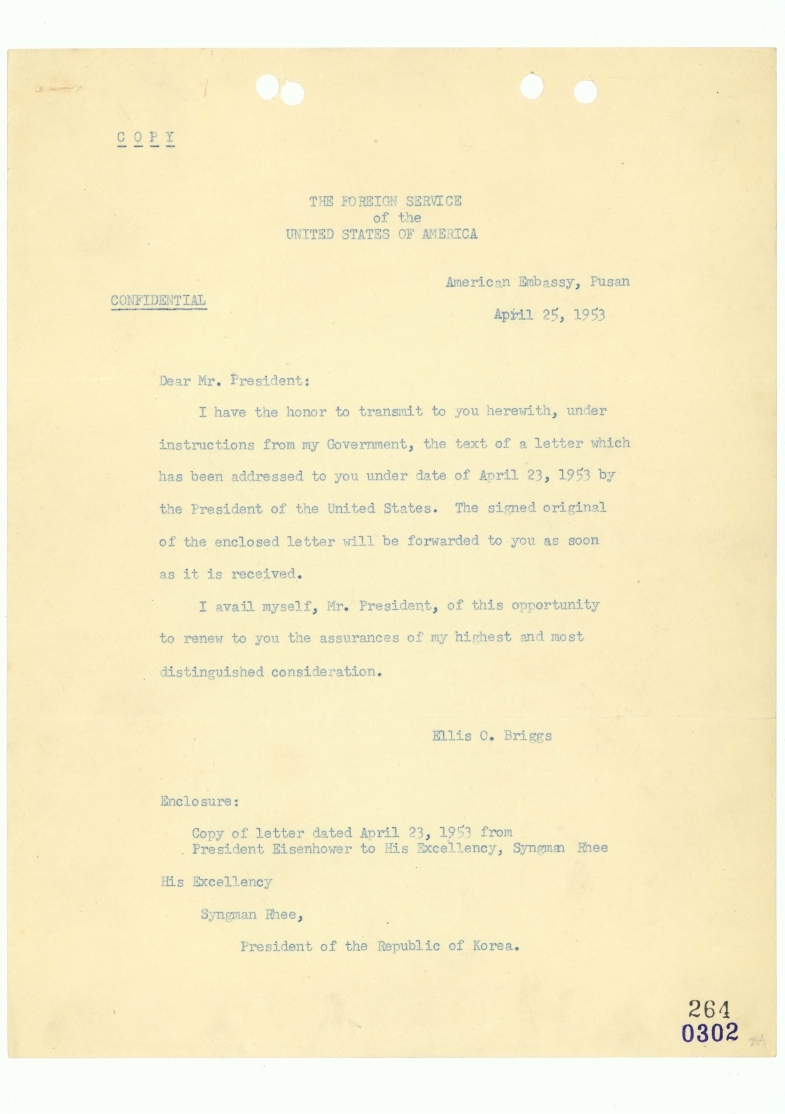 C O P Y
THE FOREIGN SERVICE
of the
UNITED STATES OF AMERICA
American Embassy, Pusan
CONFIDENTIAL
April 25, 1953
Dear Mr. President:
I have the honor to transmit to you herewith, under
instructions from my Government, the text of a letter which
has been addressed to you under date of April 23, 1953 by
the President of the United States. The signed original
of the enclosed letter will be forwarded to you as soon
as it is received.
I avail myself, Mr. President, of this opportunity
to renew to you the assurances of my highest and most
distinguished consideration.
Ellis O. Briggs
Enclosure:
Copy of letter dated April 23, 1953 from
President Eisenhower to His Excellency, Syngman Rhee
His Excellency
Syngman Rhee,
President of the Republic of Korea.
264
0302